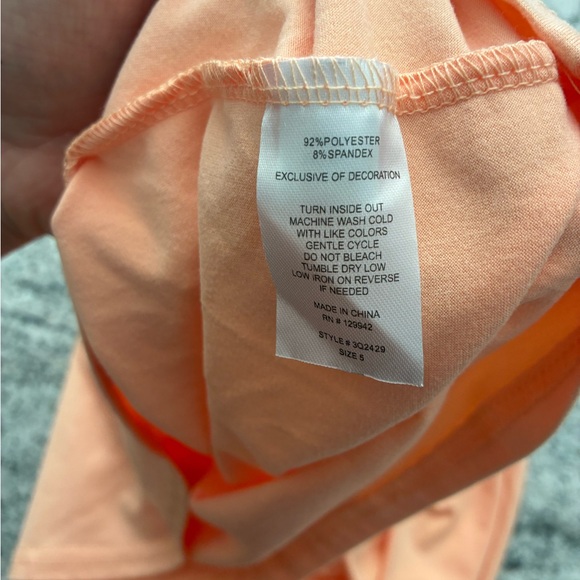 92%POLYESTER
8%SPANDEX
EXCLUSIVE OF DECORATION
TURN INSIDE OUT
MACHINE WASH COLD
WITH LIKE COLORS
GENTLE CYCLE
DO NOT BLEACH
TUMBLE DRY LOW
LOW IRON ON REVERSE
IF NEEDED
MADE IN CHINA
RN # 129942
STYLE # 3Q2429
SIZE 5